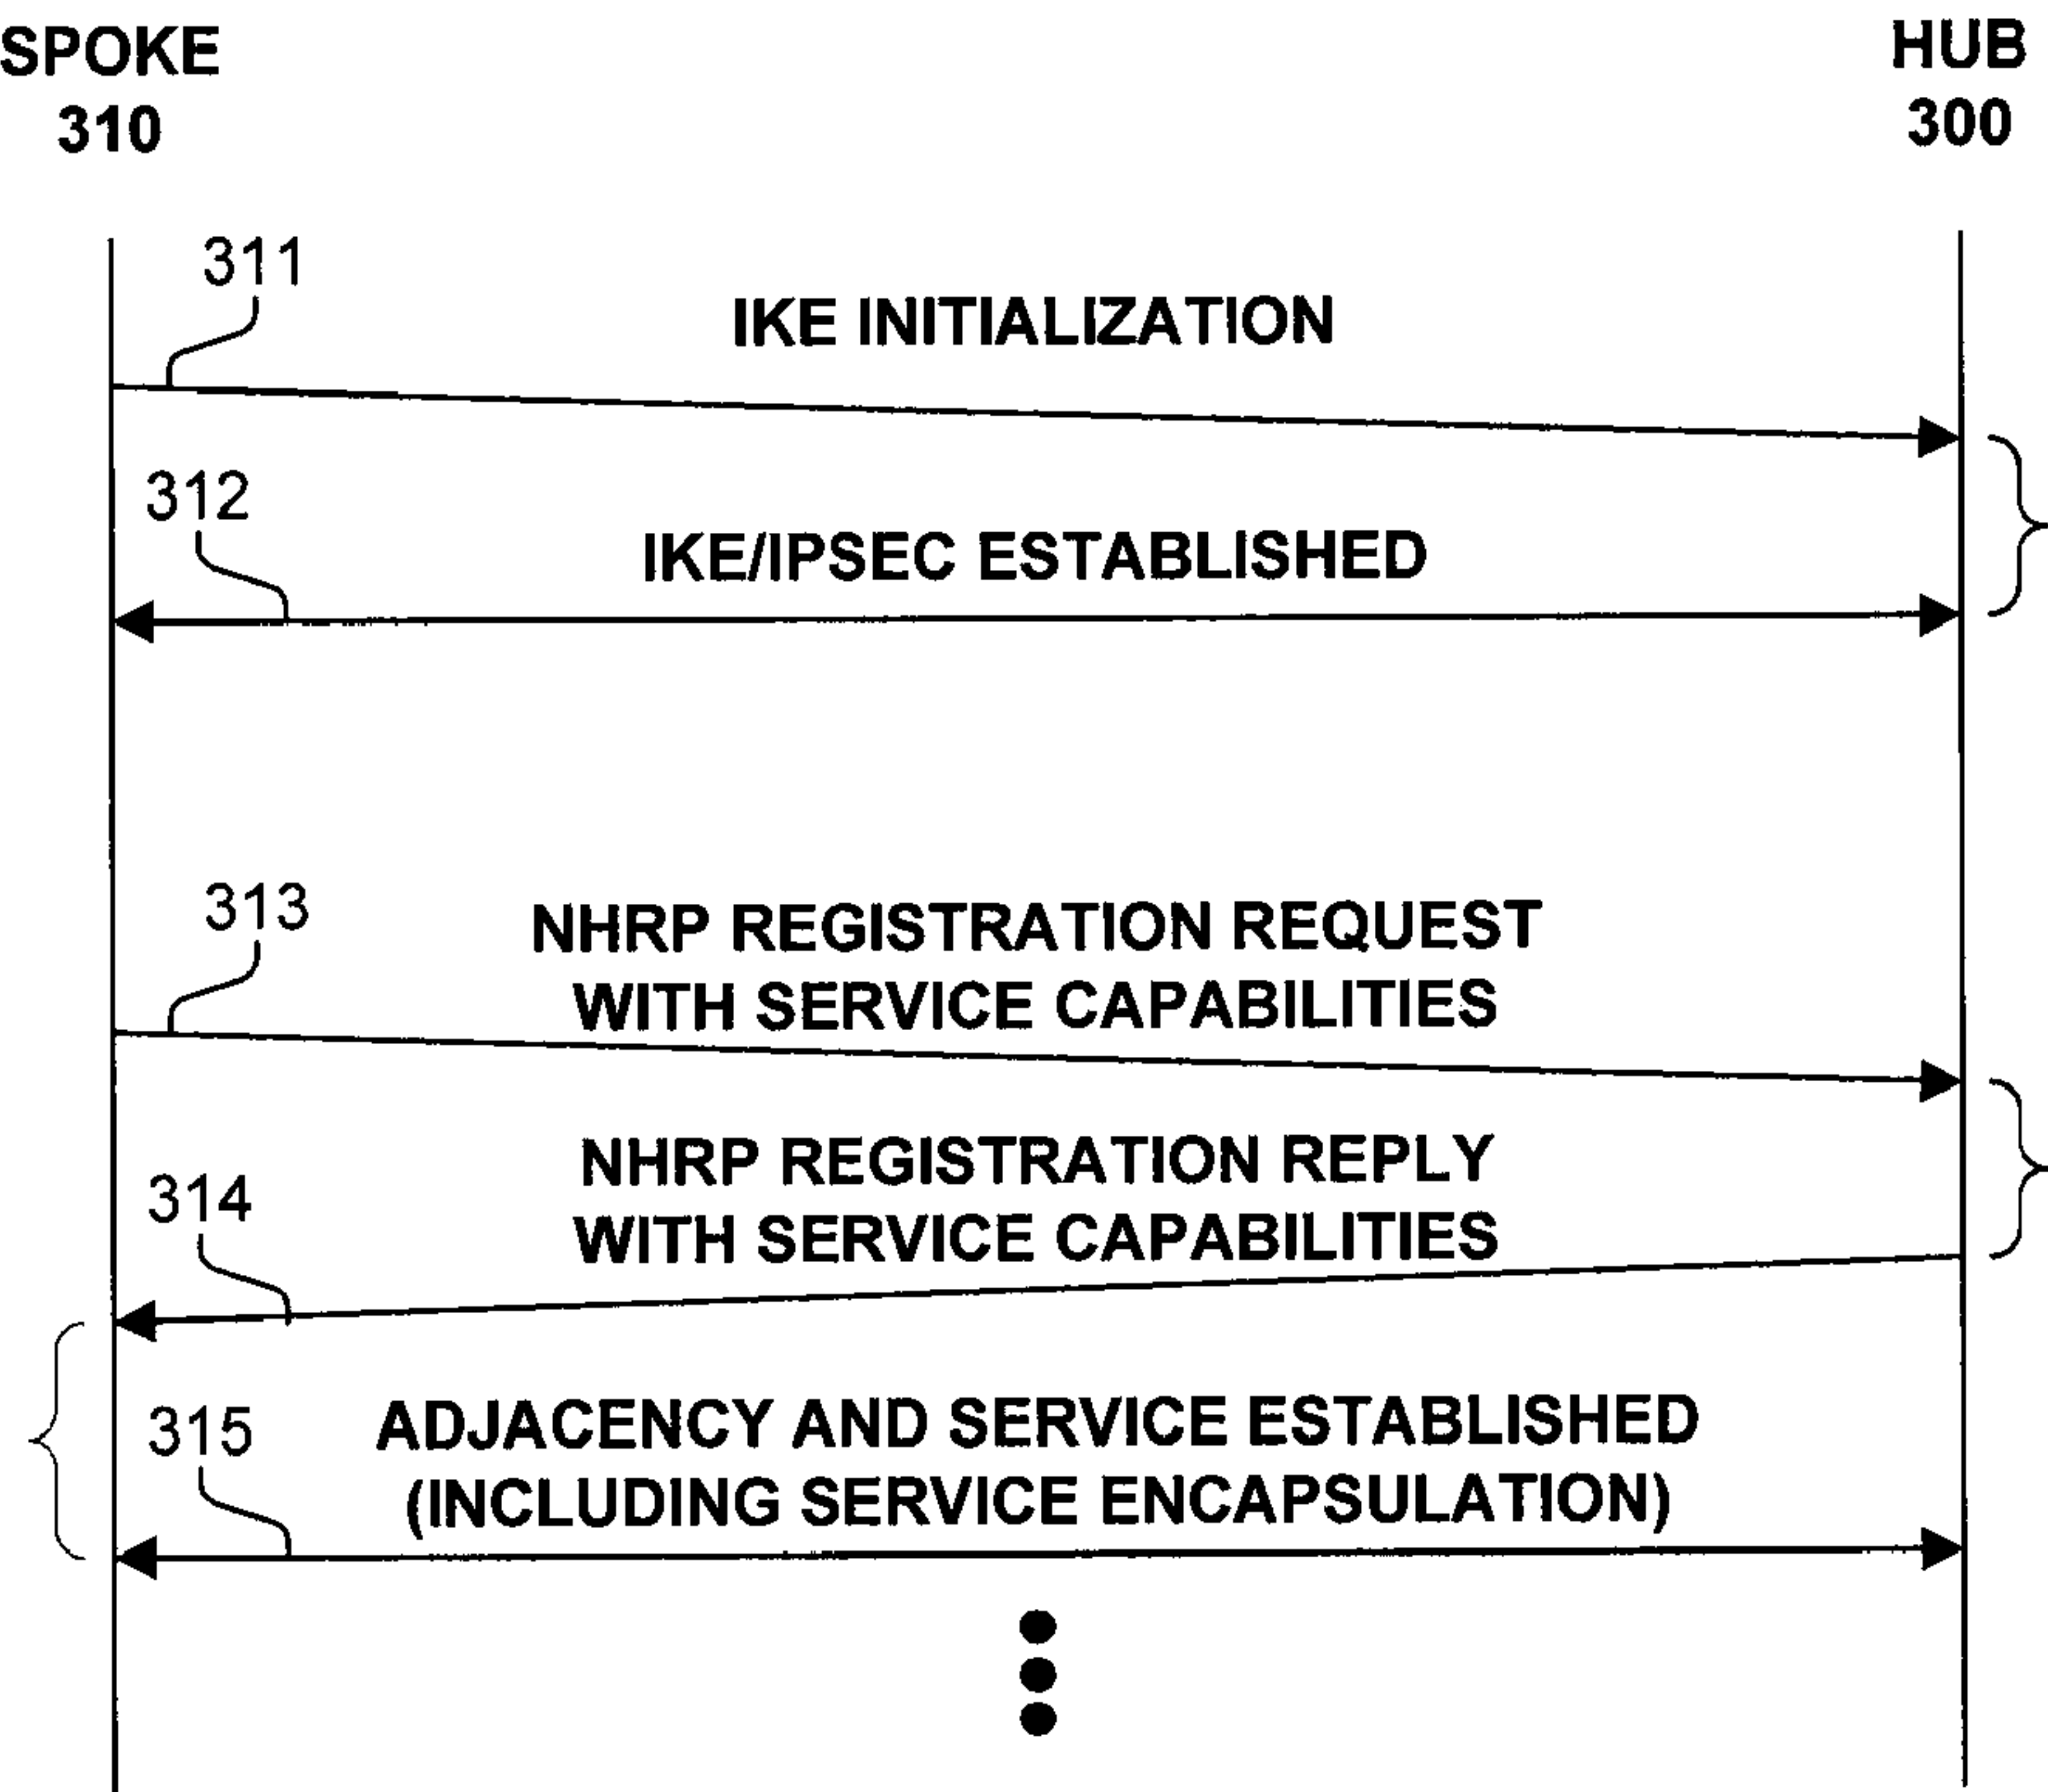 SPOKE
310
HUB
300
311
IKE INITIALIZATION
312
IKE/IPSEC ESTABLISHED
313
NHRP REGISTRATION REQUEST
WITH SERVICE CAPABILITIES
314
NHRP REGISTRATION REPLY
WITH SERVICE CAPABILITIES
315
ADJACENCY AND SERVICE ESTABLISHED
(INCLUDING SERVICE ENCAPSULATION)